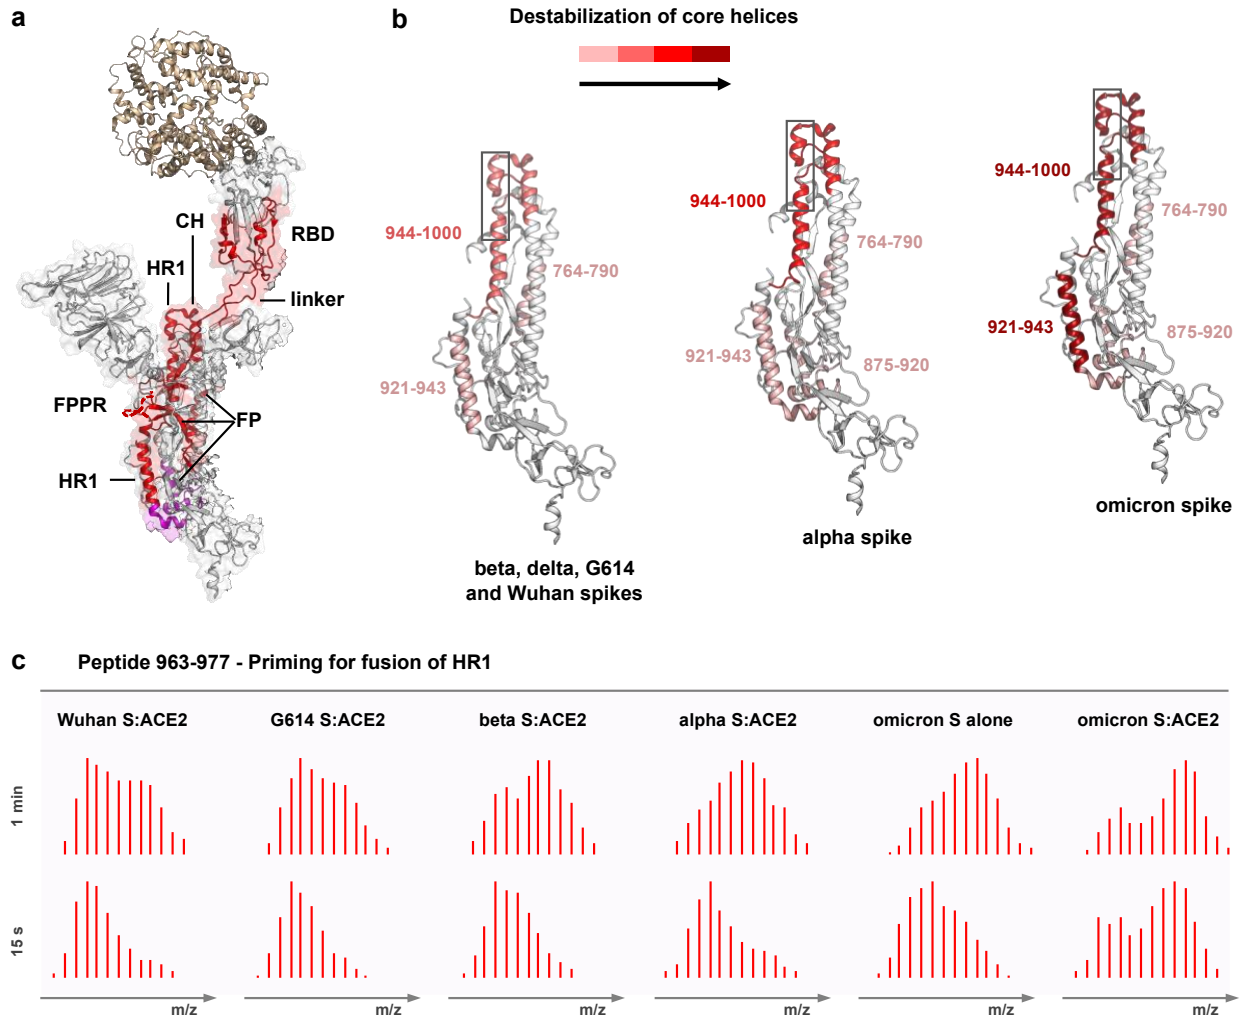 a
CH
RBD
HR1
linker
FPPR
FP
HR1
b
Destabilization of core helices
944-1000
764-790
921-943
beta, delta, G614
and Wuhan spikes
944-1000
764-790
921-943
875-920
alpha spike
944-1000
764-790
921-943
875-920
omicron spike
c
Peptide 963-977 - Priming for fusion of HR1
Wuhan S:ACE2
G614 S:ACE2
beta S:ACE2
alpha S:ACE2
omicron S alone
omicron S:ACE2
1 min
15 s
m/z
m/z
m/z
m/z
m/z
m/z